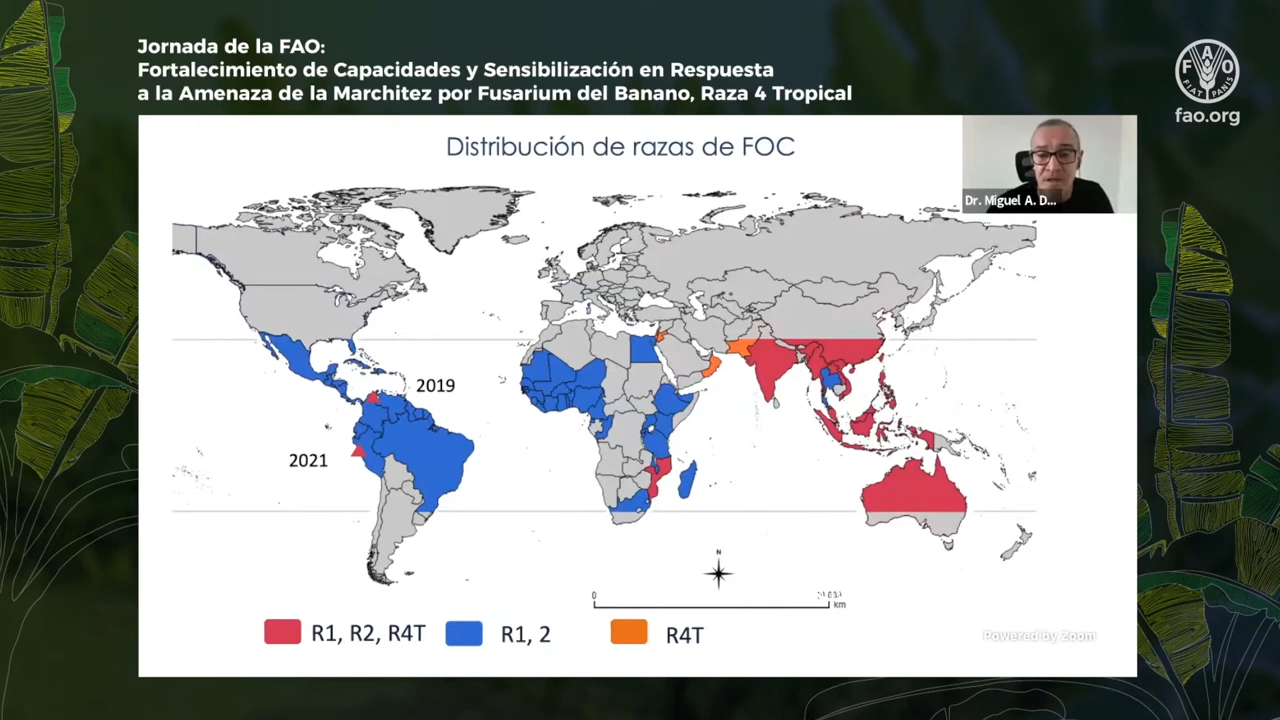 Jornada de la FAO:
Fortalecimiento de Capacidades y Sensibilización en Respuesta
a la Amenaza de la Marchitez por Fusarium del Banano, Raza 4 Tropical
F A O
FIAT PANIS
fao.org
Distribución de razas de FOC
Dr. Miguel A. D...
2019
2021
N
0
km
R1, R2, R4T
R1, 2
R4T
Powered by Zoom